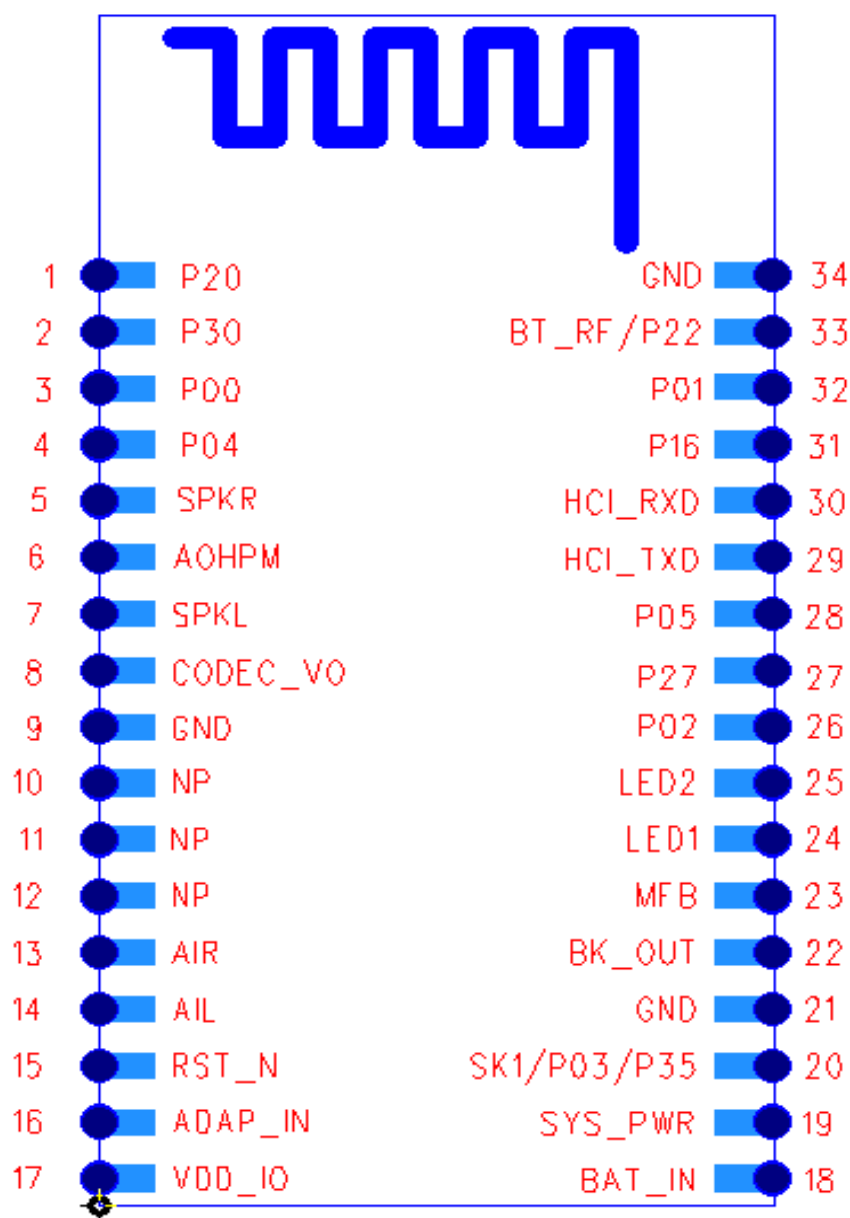 1 P20 GND 34
2 P30 BT_RF/P22 33
3 P00 P01 32
4 P04 P16 31
5 SPKR HCI_RXD 30
6 AOHPM HCI_TXD 29
7 SPKL P05 28
8 CODEC_VO P27 27
9 GND P02 26
10 NP LED2 25
11 NP LED1 24
12 NP MFB 23
13 AIR BK_OUT 22
14 AIL GND 21
15 RST_N SK1/P03/P35 20
16 ADAP_IN SYS_PWR 19
17 VDD_IO BAT_IN 18